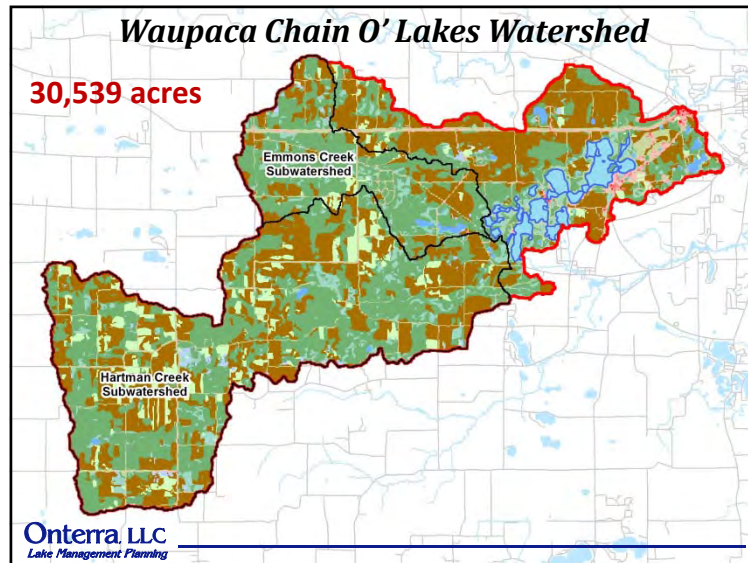 Waupaca Chain O’ Lakes Watershed
30,539 acres
Emmons Creek
Subwatershed
Hartman Creek
Subwatershed
Onterra, LLC
Lake Management Planning